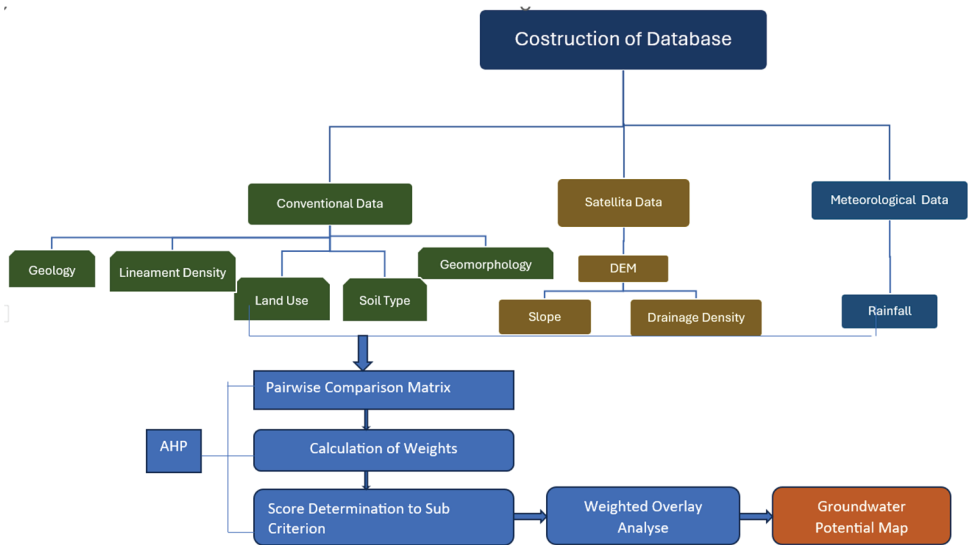 Costruction of Database
Conventional Data
Satellita Data
Meteorological Data
Geology
Lineament Density
Land Use
Soil Type
Geomorphology
DEM
Slope
Drainage Density
Rainfall
Pairwise Comparison Matrix
AHP
Calculation of Weights
Score Determination to Sub
Criterion
Weighted Overlay
Analyse
Groundwater
Potential Map